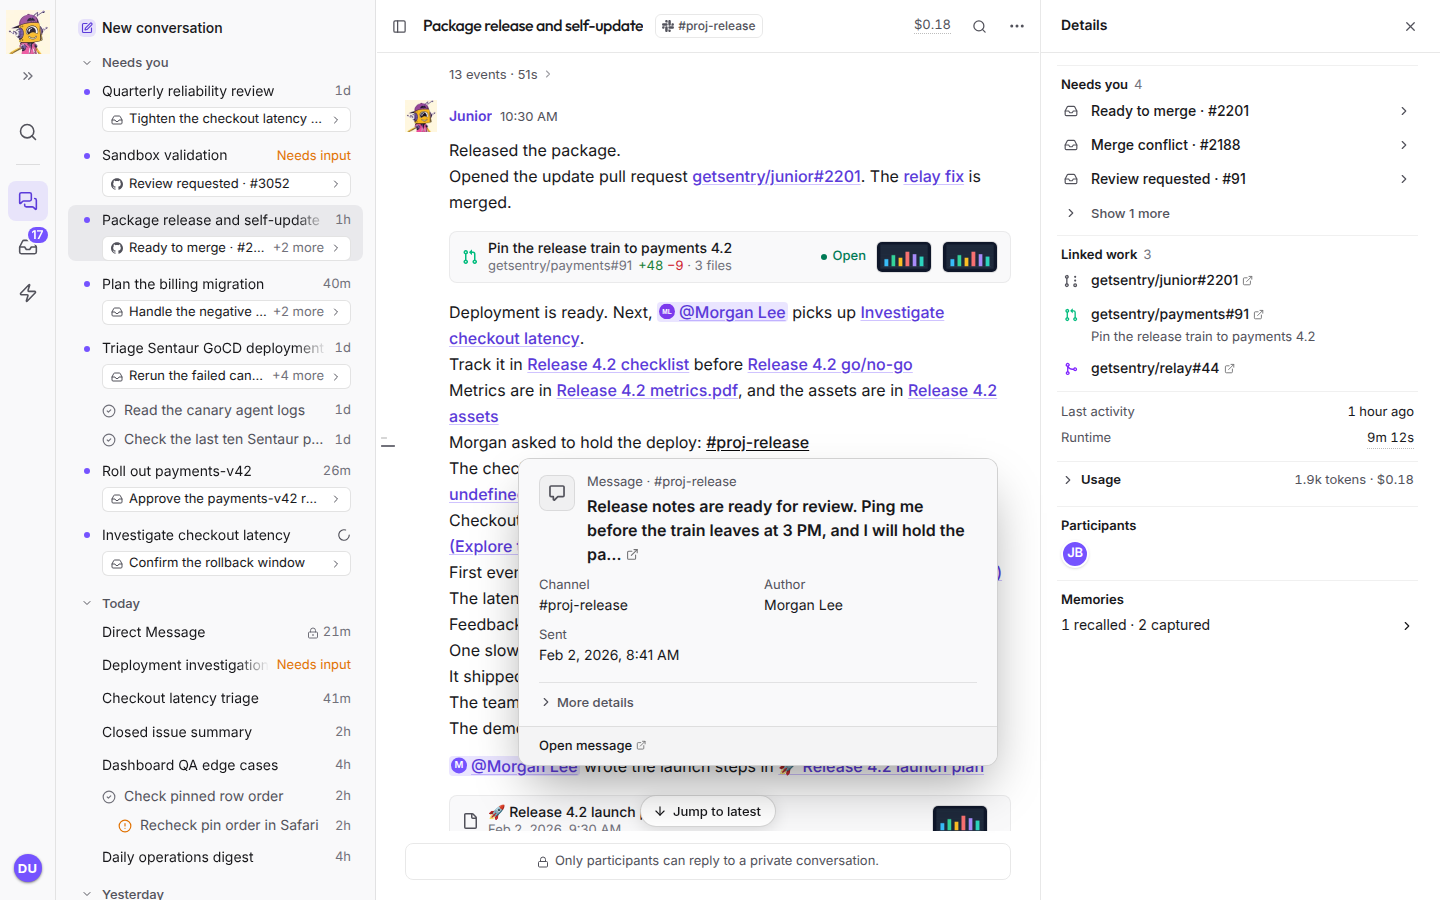 New conversation
Needs you
Quarterly reliability review 1d
Tighten the checkout latency ...
Sandbox validation Needs input
Review requested · #3052
Package release and self-update 1h
Ready to merge · #2... +2 more
Plan the billing migration 40m
Handle the negative ... +2 more
Triage Sentaur GoCD deployment 1d
Rerun the failed can... +4 more
Read the canary agent logs 1d
Check the last ten Sentaur p... 1d
Roll out payments-v42 26m
Approve the payments-v42 r...
Investigate checkout latency
Confirm the rollback window
Today
Direct Message 21m
Deployment investigation Needs input
Checkout latency triage 41m
Closed issue summary 2h
Dashboard QA edge cases 4h
Check pinned row order 2h
Recheck pin order in Safari 2h
Daily operations digest 4h
Yesterday
17
DU
Package release and self-update #proj-release $0.18
13 events · 51s
Junior 10:30 AM
Released the package.
Opened the update pull request getsentry/junior#2201. The relay fix is
merged.
Pin the release train to payments 4.2
getsentry/payments#91 +48 −9 · 3 files
Open
Deployment is ready. Next, ML @Morgan Lee picks up Investigate
checkout latency.
Track it in Release 4.2 checklist before Release 4.2 go/no-go
Metrics are in Release 4.2 metrics.pdf, and the assets are in Release 4.2
assets
Morgan asked to hold the deploy: #proj-release
The chec
undefine
Checkout
(Explore
First even )
The laten
Feedback
One slow
It shipped
The team
The demo
Message · #proj-release
Release notes are ready for review. Ping me
before the train leaves at 3 PM, and I will hold the
pa...
Channel Author
#proj-release Morgan Lee
Sent
Feb 2, 2026, 8:41 AM
More details
Open message
M @Morgan Lee wrote the launch steps in 🚀 Release 4.2 launch plan
🚀 Release 4.2 launch
Feb 2, 2026, 9:30 AM
Jump to latest
Only participants can reply to a private conversation.
Details
Needs you 4
Ready to merge · #2201
Merge conflict · #2188
Review requested · #91
Show 1 more
Linked work 3
getsentry/junior#2201
getsentry/payments#91
Pin the release train to payments 4.2
getsentry/relay#44
Last activity 1 hour ago
Runtime 9m 12s
Usage 1.9k tokens · $0.18
Participants
JB
Memories
1 recalled · 2 captured